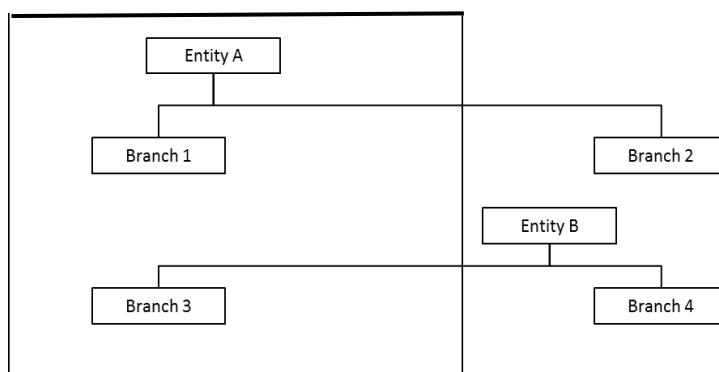 Entity A
Branch 1
Branch 2
Entity B
Branch 3
Branch 4